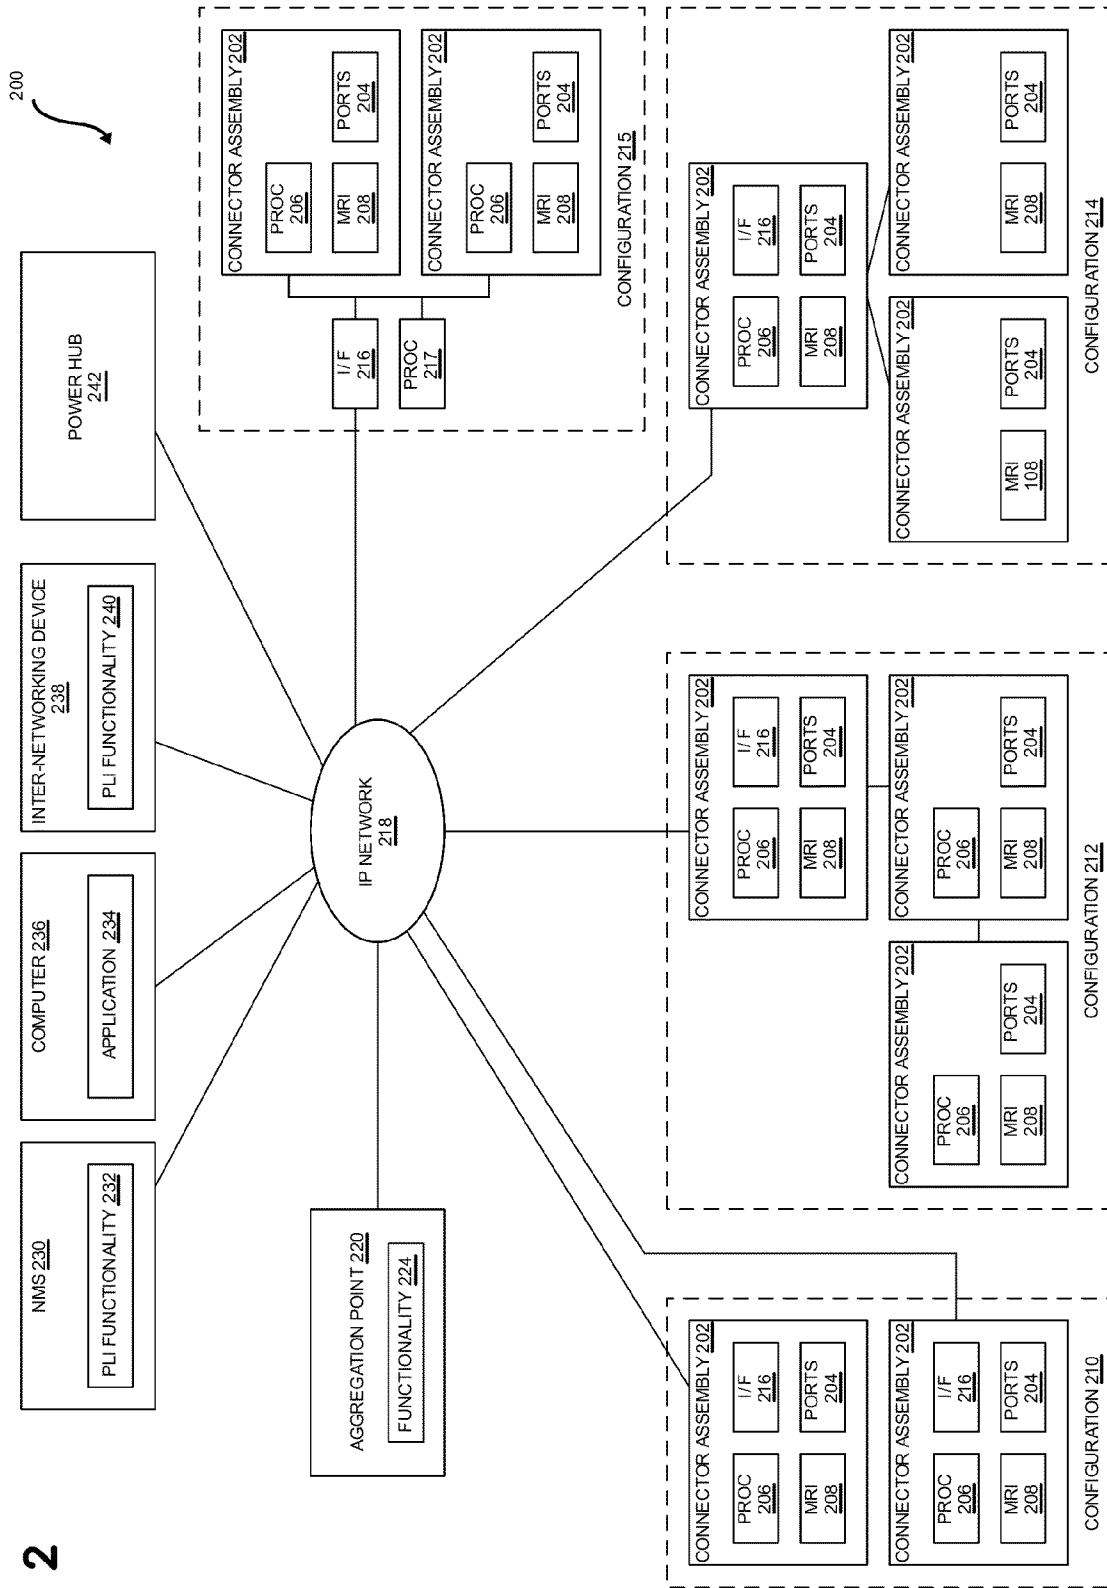 2
200
NMS 230
PLI FUNCTIONALITY 232
COMPUTER 236
APPLICATION 234
INTER-NETWORKING DEVICE
238
PLI FUNCTIONALITY 240
POWER HUB
242
AGGREGATION POINT 220
FUNCTIONALITY 224
IP NETWORK
218
I/F
216
PROC
217
CONNECTOR ASSEMBLY 202
PROC
206
MRI
208
PORTS
204
CONNECTOR ASSEMBLY 202
PROC
206
MRI
208
PORTS
204
CONFIGURATION 215
CONNECTOR ASSEMBLY 202
PROC
206
I/F
216
MRI
208
PORTS
204
CONNECTOR ASSEMBLY 202
PROC
206
I/F
216
MRI
208
PORTS
204
CONFIGURATION 210
CONNECTOR ASSEMBLY 202
PROC
206
I/F
216
MRI
208
PORTS
204
CONNECTOR ASSEMBLY 202
PROC
206
MRI
208
PORTS
204
CONNECTOR ASSEMBLY 202
PROC
206
MRI
208
PORTS
204
CONFIGURATION 212
CONNECTOR ASSEMBLY 202
PROC
206
I/F
216
MRI
208
PORTS
204
CONNECTOR ASSEMBLY 202
MRI
108
PORTS
204
CONNECTOR ASSEMBLY 202
MRI
208
PORTS
204
CONFIGURATION 214